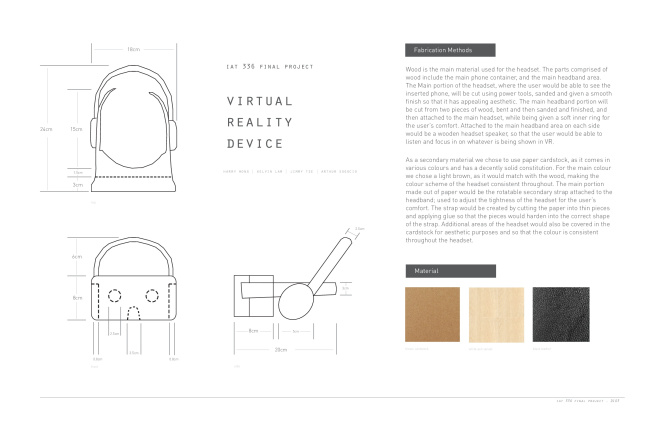 18cm
26cm
15cm
3cm
IAT 336 FINAL PROJECT
VIRTUAL
REALITY
DEVICE
6cm
8cm
8cm
20cm
Fabrication Methods
Wood is the main material used for the headset. The parts comprised of
wood include the main phone container, and the main headband area.
The Main portion of the headset, where the user would be able to see the
inserted phone, will be cut using power tools, sanded and given a smooth
finish so that it has appealing aesthetic. The main headband portion will
be cut from two pieces of wood, bent and then sanded and finished, and
then attached to the main headset, while being given a soft inner ring for
the user's comfort. Attached to the main headband area on each side
would be a wooden headset speaker, so that the user would be able to
listen and focus in on whatever is being shown in VR.
As a secondary material we chose to use paper cardstock, as it comes in
various colours and has a decently solid constitution. For the main colour
we chose a light brown, as it would match with the wood, making the
colour scheme of the headset consistent throughout. The main portion
made out of paper would be the rotatable secondary strap attached to the
headband; used to adjust the tightness of the headset for the user's
comfort. The strap would be created by cutting the paper into thin pieces
and applying glue so that the pieces would harden into the correct shape
of the strap. Additional areas of the headset would also be covered in the
cardstock for aesthetic purposes and so that the colour is consistent
throughout the headset.
Material
IAT 336 FINAL PROJECT